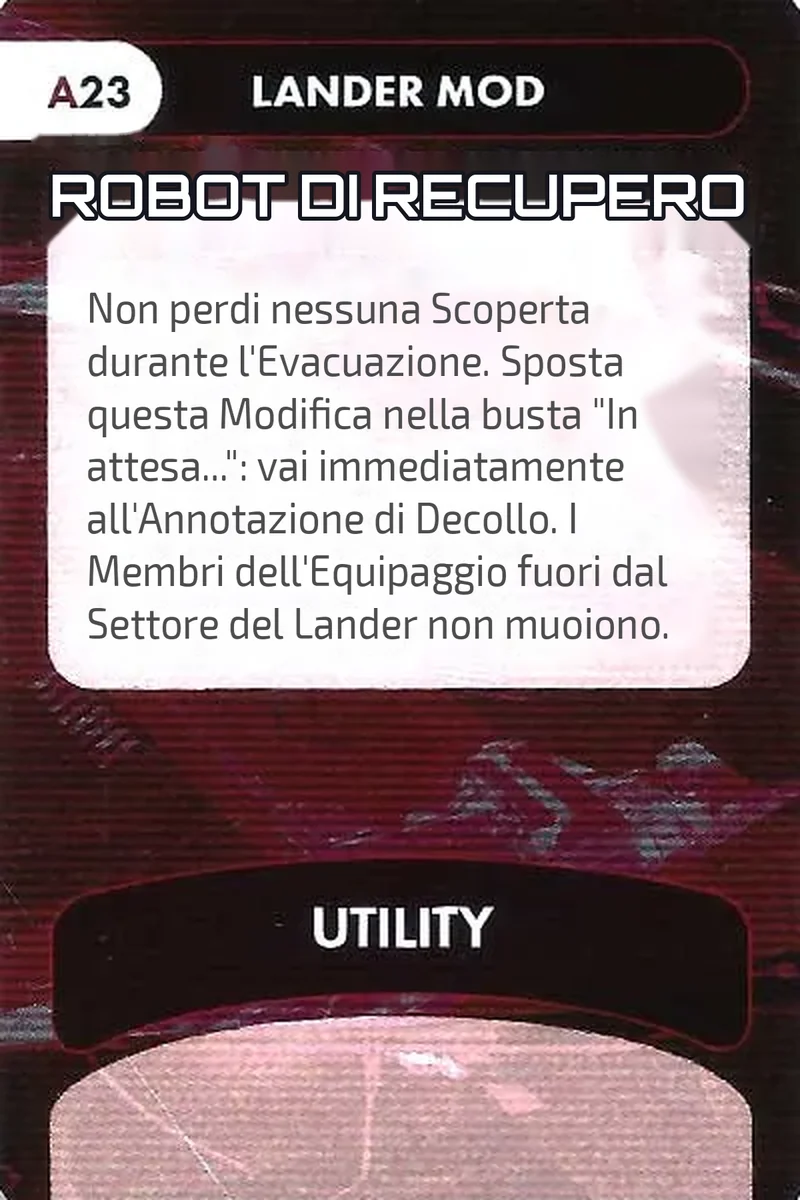 A23
LANDER MOD
ROBOT DI RECUPERO
Non perdi nessuna Scoperta
durante l'Evacuazione. Sposta
questa Modifica nella busta "In
attesa...": vai immediatamente
all'Annotazione di Decollo. I
Membri dell'Equipaggio fuori dal
Settore del Lander non muoiono.
UTILITY